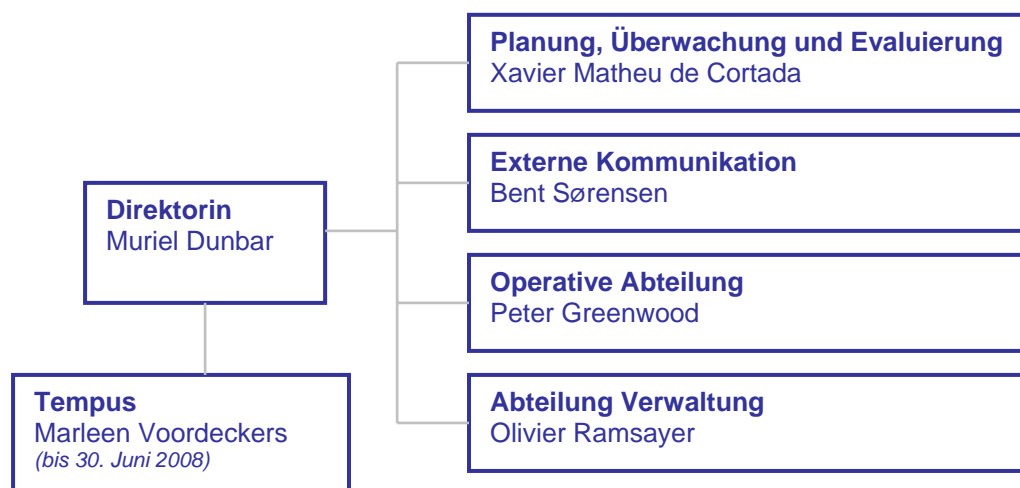 Planung, Überwachung und Evaluierung
Xavier Matheu de Cortada
Externe Kommunikation
Bent Sørensen
Direktorin
Muriel Dunbar
Operative Abteilung
Peter Greenwood
Tempus
Marleen Voordeckers
(bis 30. Juni 2008)
Abteilung Verwaltung
Olivier Ramsayer